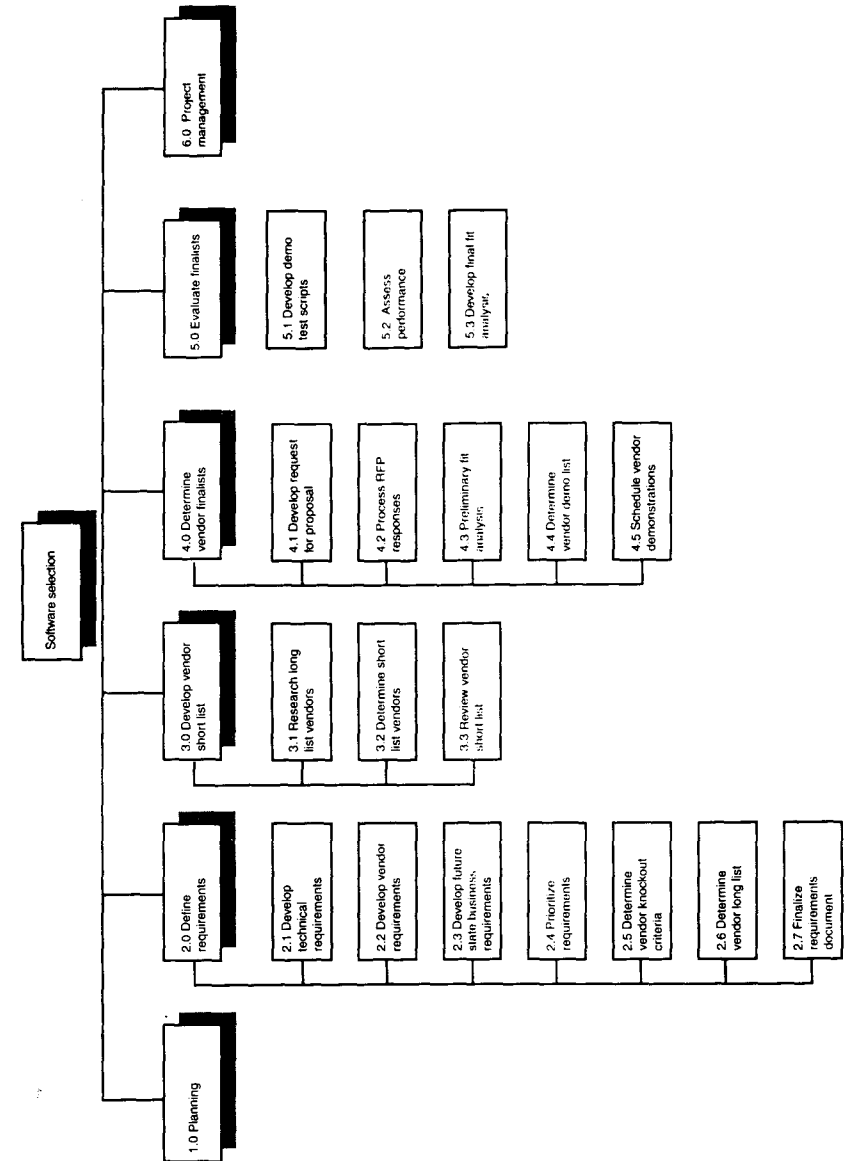 Software selection
1.0 Planning
2.0 Define
requirements
2.1 Develop
technical
requirements
2.2 Develop vendor
requirements
2.3 Develop future
state business
requirements
2.4 Prioritize
requirements
2.5 Determine
vendor knockout
criteria
2.6 Determine
vendor long list
2.7 Finalize
requirements
document
3.0 Develop vendor
short list
3.1 Research long
list vendors
3.2 Determine short
list vendors
3.3 Review vendor
short list
4.0 Determine
vendor finalists
4.1 Develop request
for proposal
4.2 Process RFP
responses
4.3 Preliminary fit
analysis
4.4 Determine
vendor demo list
4.5 Schedule vendor
demonstrations
5.0 Evaluate finalists
5.1 Develop demo
test scripts
5.2 Assess
performance
5.3 Develop final fit
analysis
6.0 Project
management